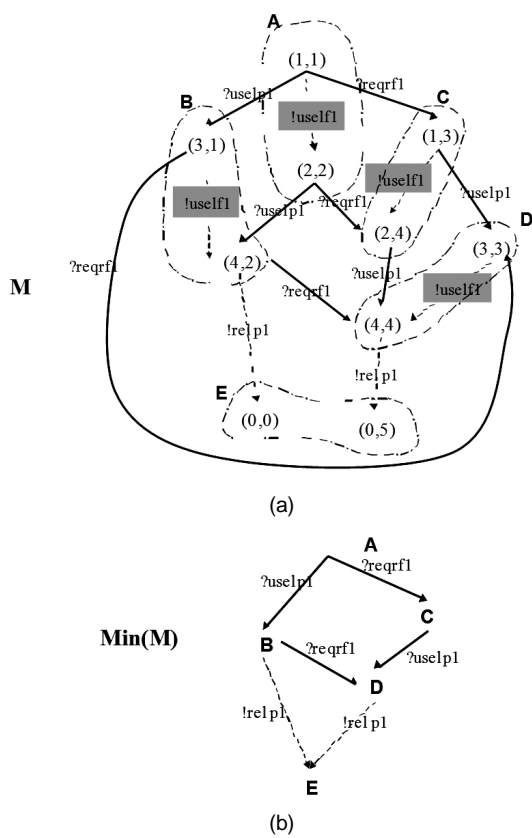 A
(1,1)
?uselp1
?reqrf1
B
C
!uself1
(3,1)
(1,3)
(2,2)
!uself1
!uself1
?uselp1
?reqrf1
?uselp1
D
(2,4)
(3,3)
(4,2)
?reqrf1
?uselp1
M
?reqrf1
!uself1
(4,4)
!relp1
!relp1
E
(0,0)
(0,5)
(a)
A
?uselp1
?reqrf1
C
Min(M)
B
?reqrf1
?uselp1
D
!relp1
!relp1
E
(b)